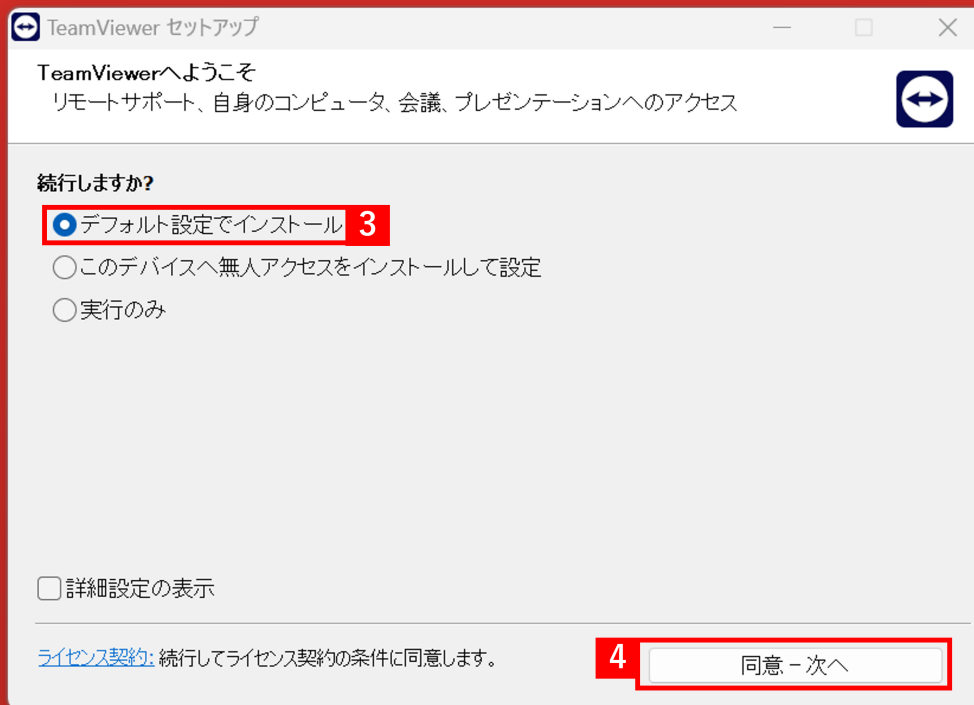 TeamViewer セットアップ
TeamViewerへようこそ
リモートサポート、自身のコンピュータ、会議、プレゼンテーションへのアクセス
続行しますか?
デフォルト設定でインストール 3
このデバイスへ無人アクセスをインストールして設定
実行のみ
詳細設定の表示
ライセンス契約: 続行してライセンス契約の条件に同意します。
4 同意 – 次へ